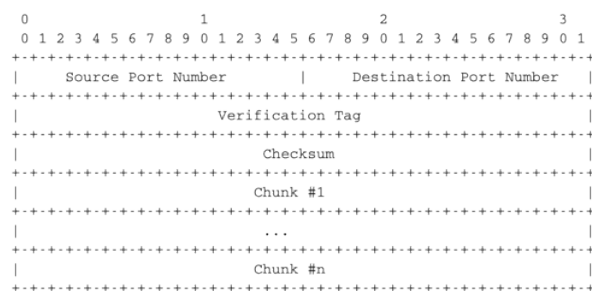 0                   1                   2                   3
0 1 2 3 4 5 6 7 8 9 0 1 2 3 4 5 6 7 8 9 0 1 2 3 4 5 6 7 8 9 0 1
+-+-+-+-+-+-+-+-+-+-+-+-+-+-+-+-+-+-+-+-+-+-+-+-+-+-+-+-+-+-+-+-+
|     Source Port Number        |     Destination Port Number   |
+-+-+-+-+-+-+-+-+-+-+-+-+-+-+-+-+-+-+-+-+-+-+-+-+-+-+-+-+-+-+-+-+
|                      Verification Tag                         |
+-+-+-+-+-+-+-+-+-+-+-+-+-+-+-+-+-+-+-+-+-+-+-+-+-+-+-+-+-+-+-+-+
|                           Checksum                            |
+-+-+-+-+-+-+-+-+-+-+-+-+-+-+-+-+-+-+-+-+-+-+-+-+-+-+-+-+-+-+-+-+
|                          Chunk #1                             |
+-+-+-+-+-+-+-+-+-+-+-+-+-+-+-+-+-+-+-+-+-+-+-+-+-+-+-+-+-+-+-+-+
|                           ...                                 |
+-+-+-+-+-+-+-+-+-+-+-+-+-+-+-+-+-+-+-+-+-+-+-+-+-+-+-+-+-+-+-+-+
|                          Chunk #n                             |
+-+-+-+-+-+-+-+-+-+-+-+-+-+-+-+-+-+-+-+-+-+-+-+-+-+-+-+-+-+-+-+-+